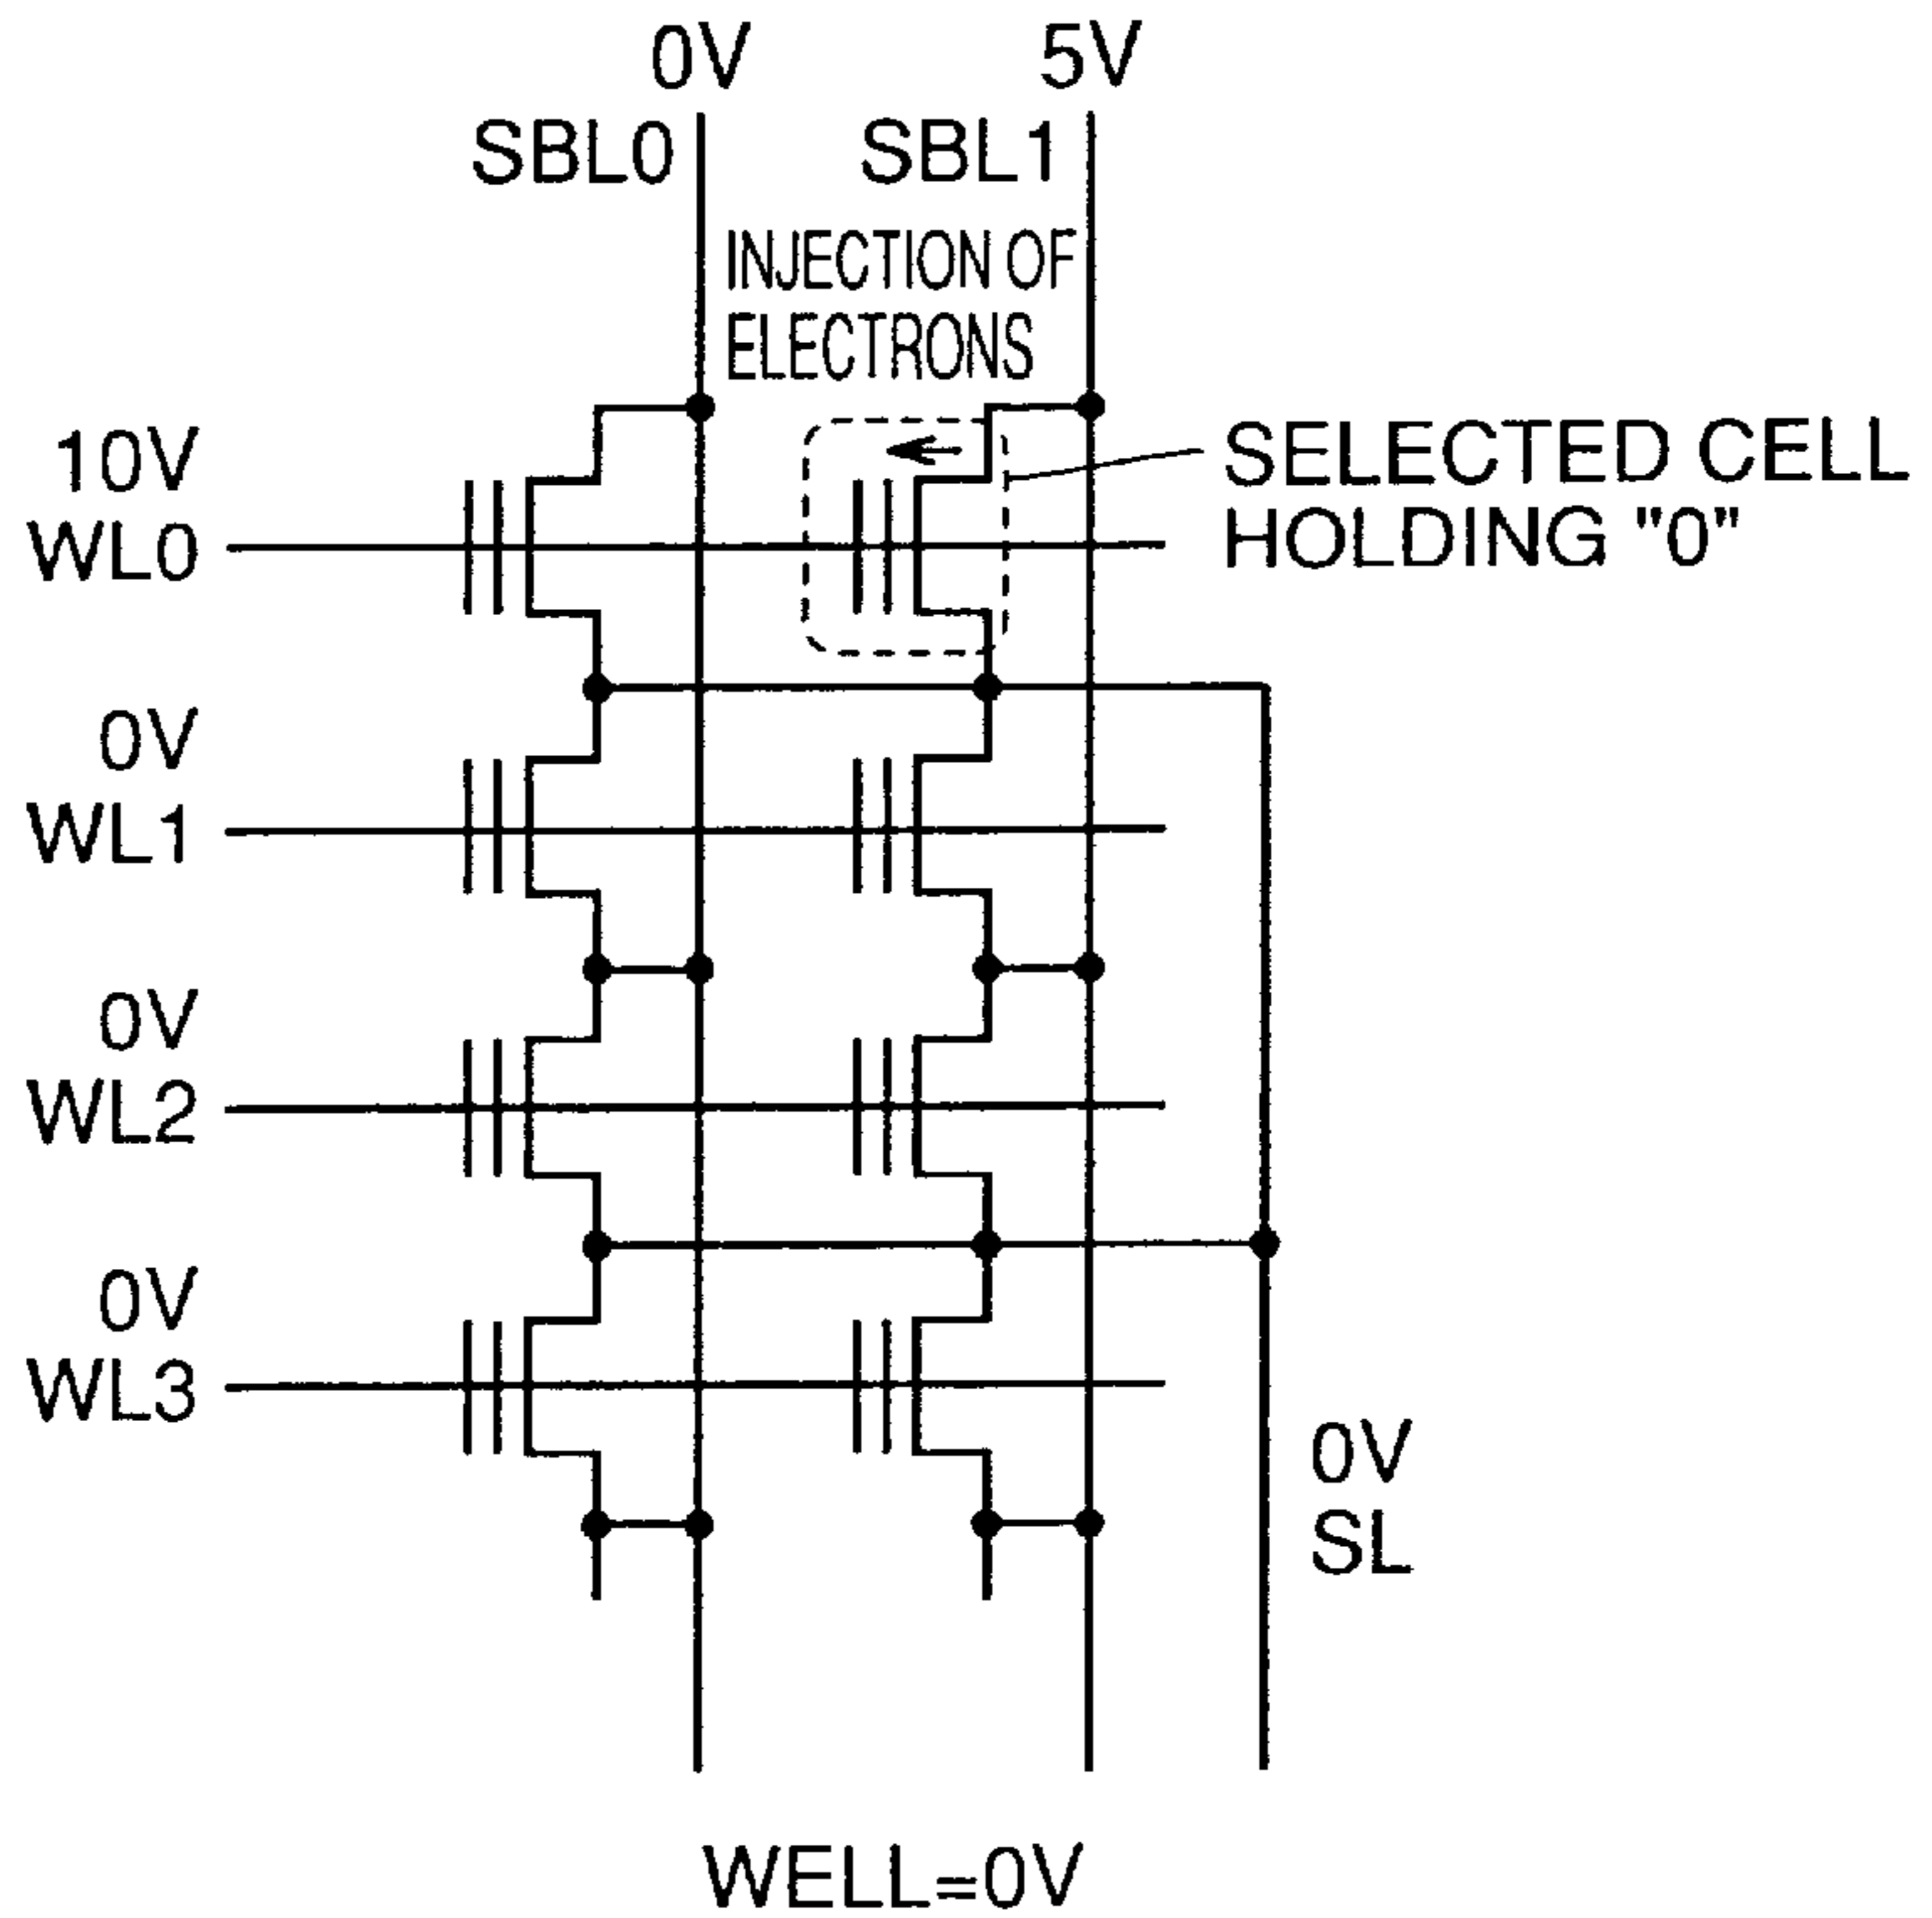 0V
5V
SBL0
SBL1
INJECTION OF
ELECTRONS
10V
WL0
SELECTED CELL
HOLDING "0"
0V
WL1
0V
WL2
0V
WL3
0V
SL
WELL=0V